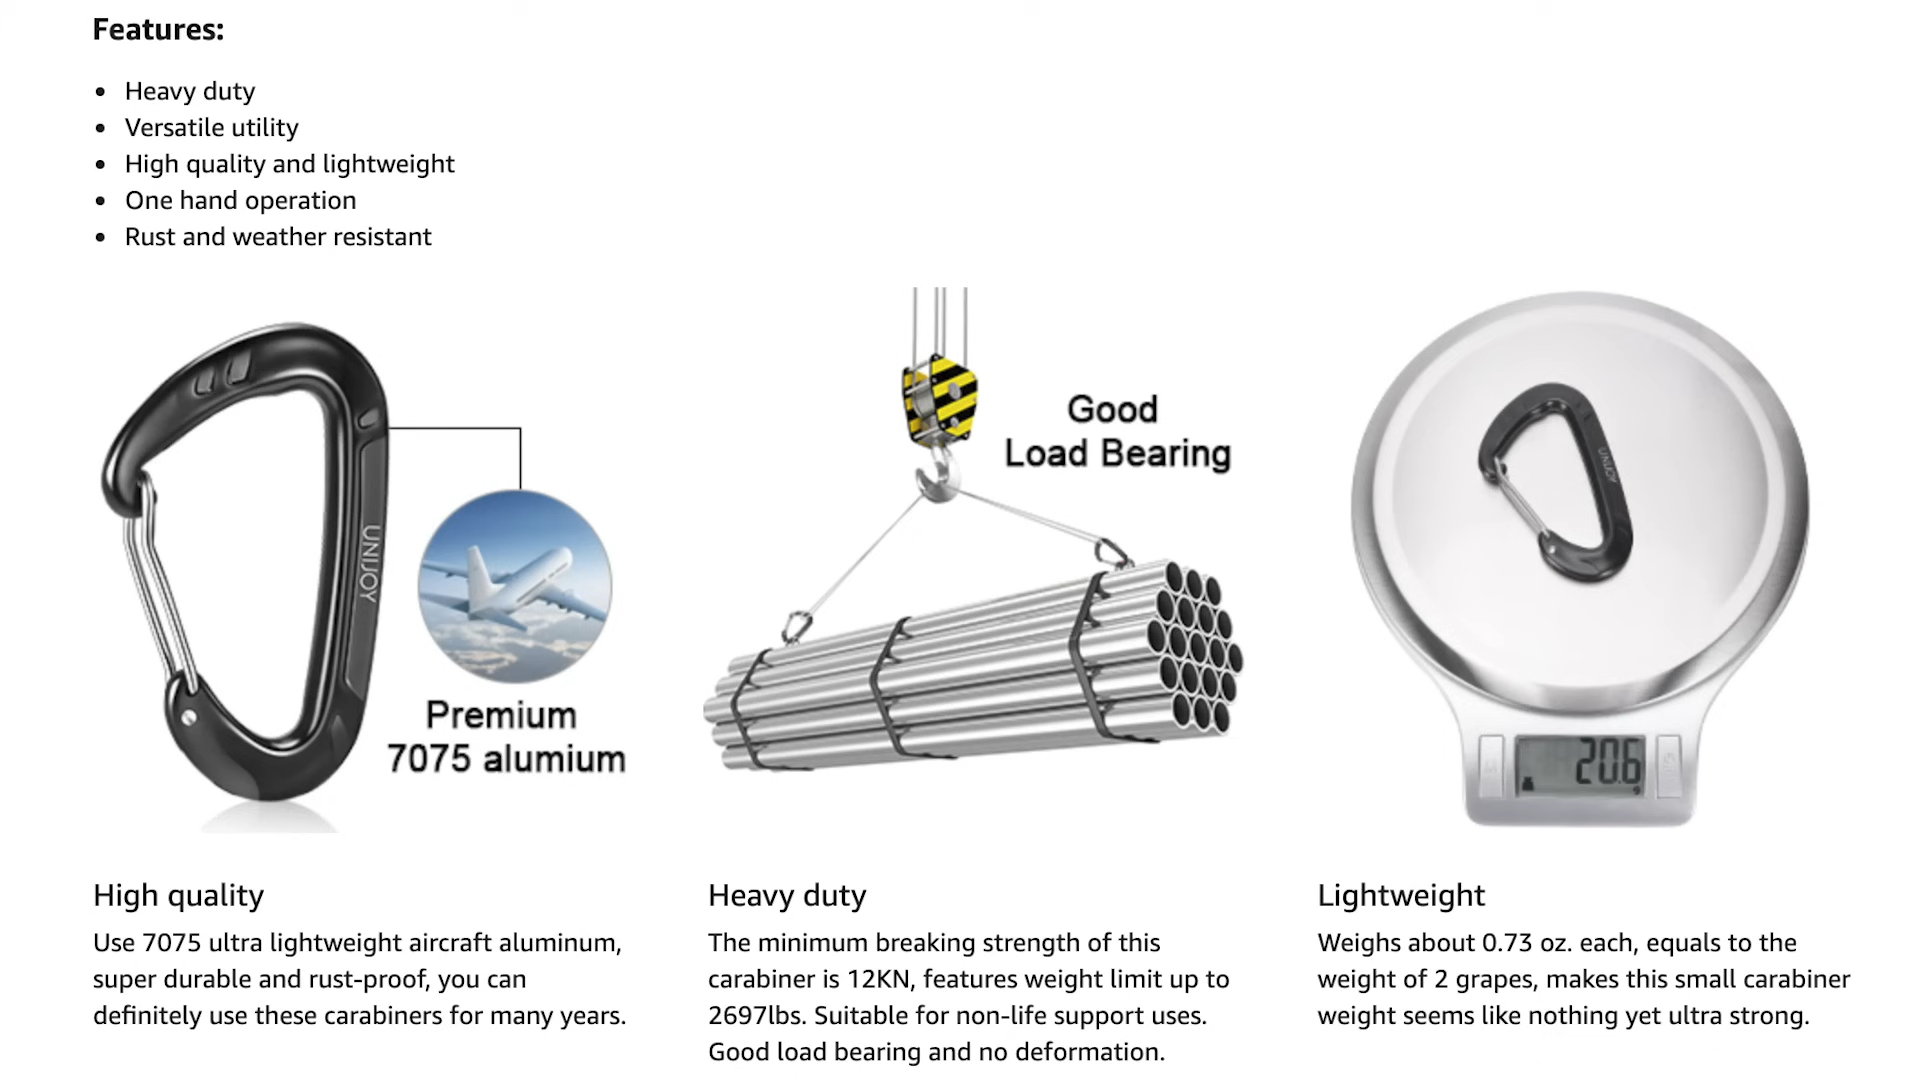 Features:
• Heavy duty
• Versatile utility
• High quality and lightweight
• One hand operation
• Rust and weather resistant
UNIJOY
Premium
7075 alumium
Good
Load Bearing
UNIJOY
20.6
High quality
Use 7075 ultra lightweight aircraft aluminum,
super durable and rust-proof, you can
definitely use these carabiners for many years.
Heavy duty
The minimum breaking strength of this
carabiner is 12KN, features weight limit up to
2697lbs. Suitable for non-life support uses.
Good load bearing and no deformation.
Lightweight
Weighs about 0.73 oz. each, equals to the
weight of 2 grapes, makes this small carabiner
weight seems like nothing yet ultra strong.